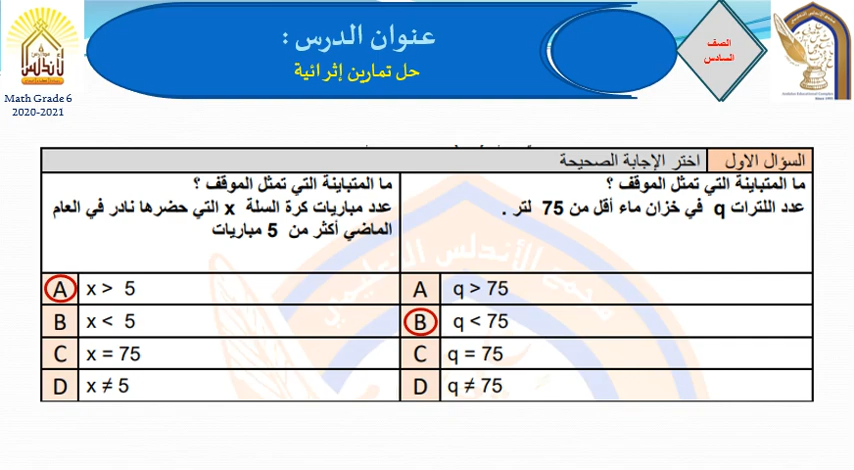 عنوان الدرس :
حل تمارين إثرائية
الصف
السادس
Math Grade 6
2020-2021
السؤال الاول
اختر الإجابة الصحيحة
ما المتباينة التي تمثل الموقف ؟
عدد اللترات q في خزان ماء أقل من 75 لتر .
A q > 75
B q < 75
C q = 75
D q ≠ 75
ما المتباينة التي تمثل الموقف ؟
عدد مباريات كرة السلة x التي حضرها نادر في العام
الماضي أكثر من 5 مباريات
A x > 5
B x < 5
C x = 75
D x ≠ 5